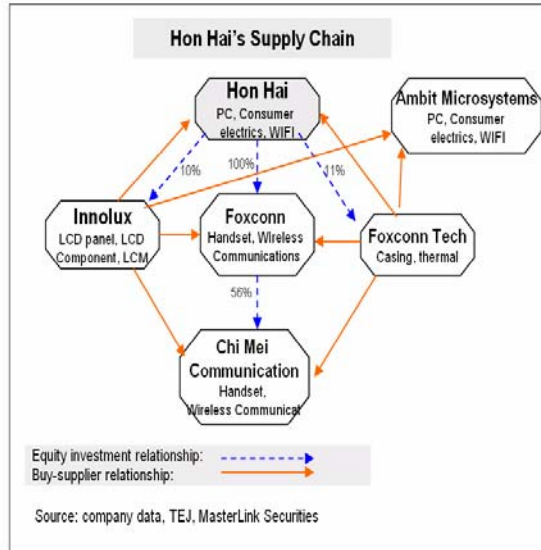 Hon Hai's Supply Chain
Hon Hai
PC, Consumer
electrics, WIFI
Ambit Microsystems
PC, Consumer
electrics, WIFI
10%
100%
11%
Innolux
LCD panel, LCD
Component, LCM
Foxconn
Handset, Wireless
Communications
Foxconn Tech
Casing, thermal
56%
Chi Mei
Communication
Handset,
Wireless Communicat
Equity investment relationship:
Buy-supplier relationship:
Source: company data, TEJ, MasterLink Securities